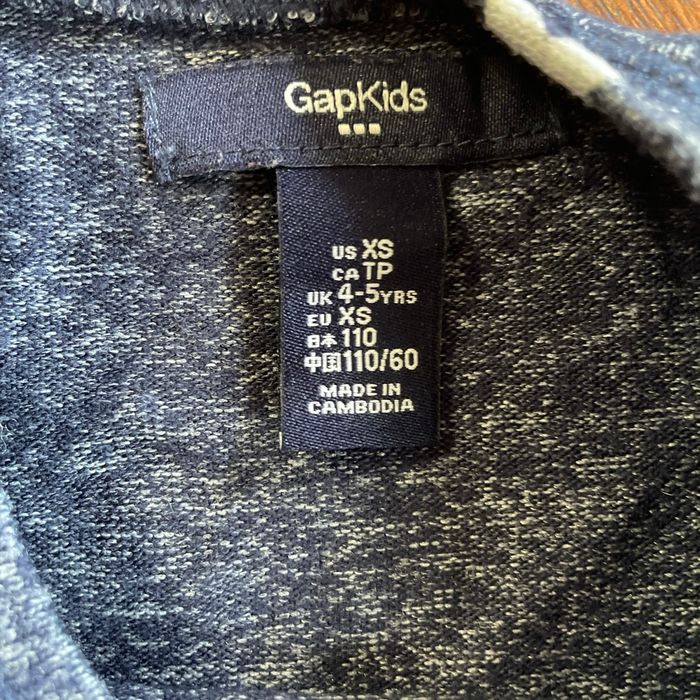 GapKids
US XS
CA TP
UK 4-5YRS
EU XS
日本 110
中国110/60
MADE IN
CAMBODIA